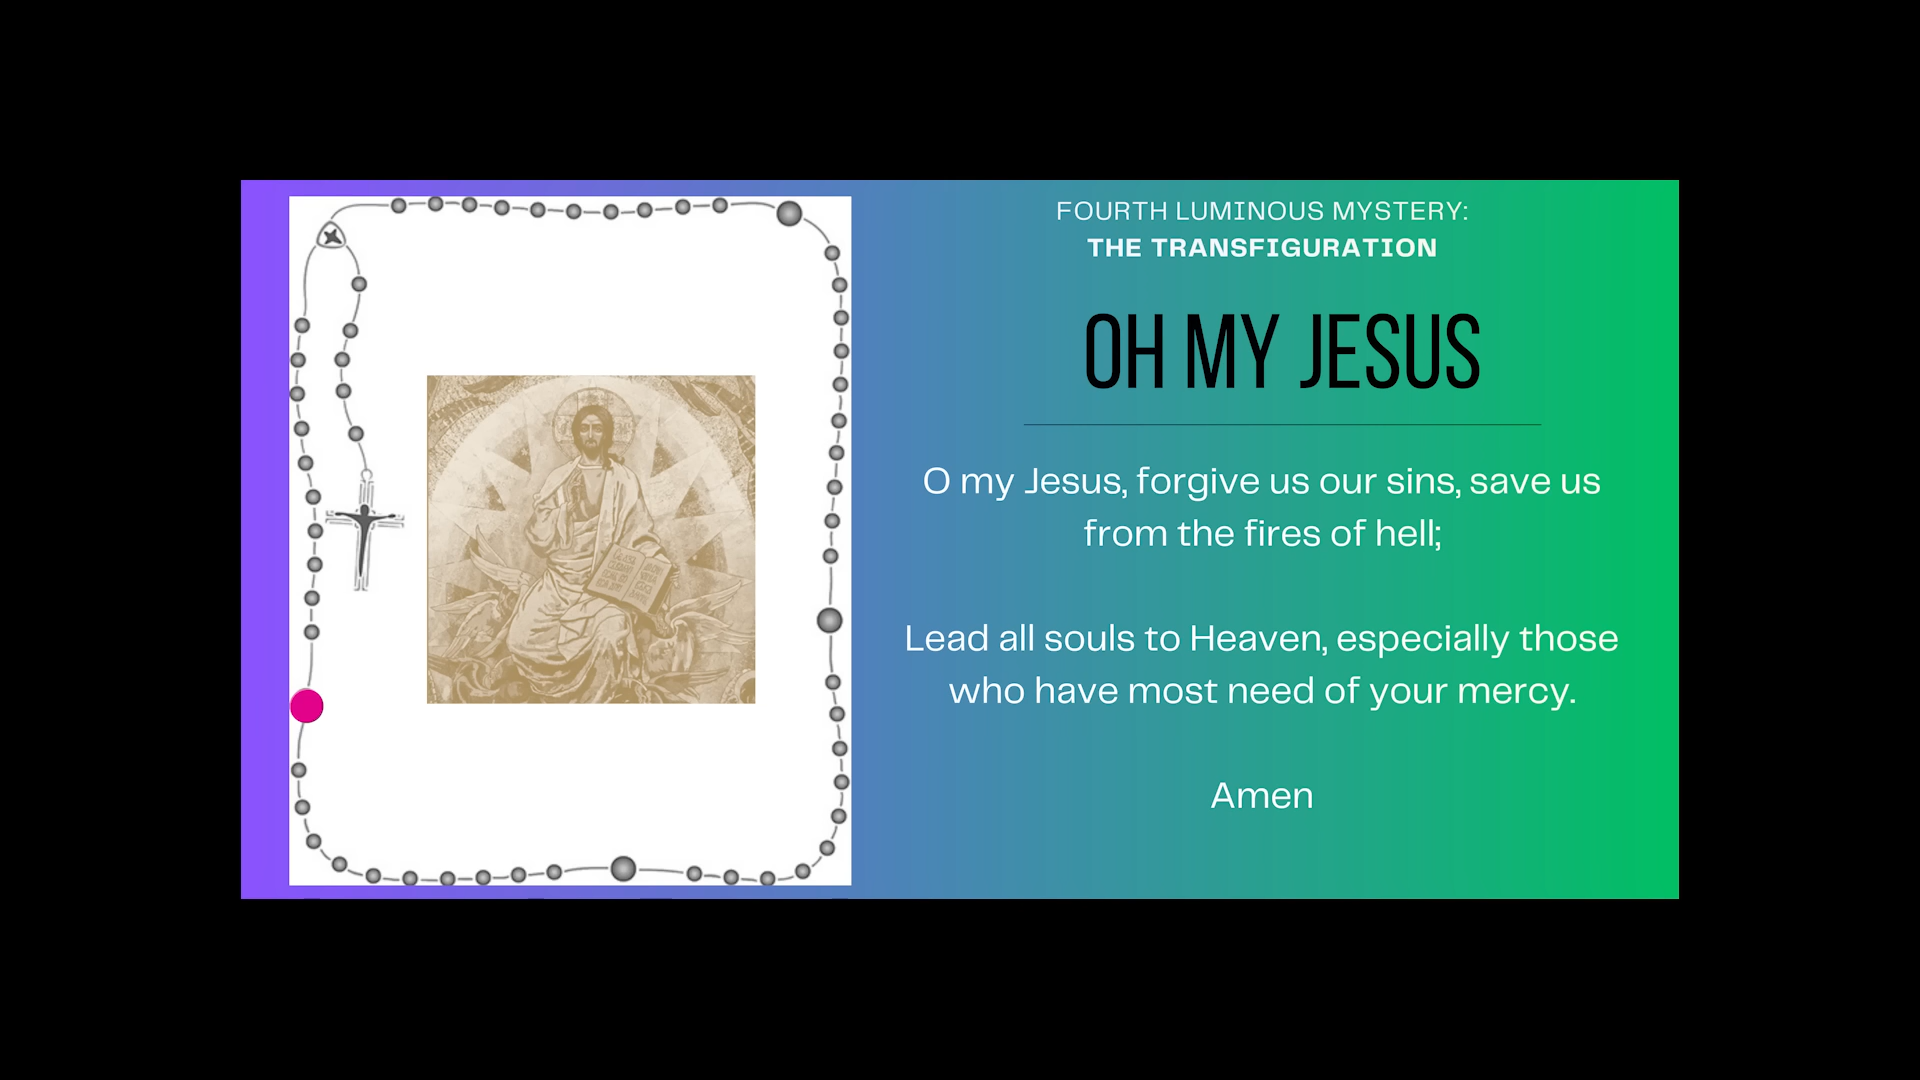 FOURTH LUMINOUS MYSTERY:
THE TRANSFIGURATION
OH MY JESUS
O my Jesus, forgive us our sins, save us
from the fires of hell;
Lead all souls to Heaven, especially those
who have most need of your mercy.
Amen